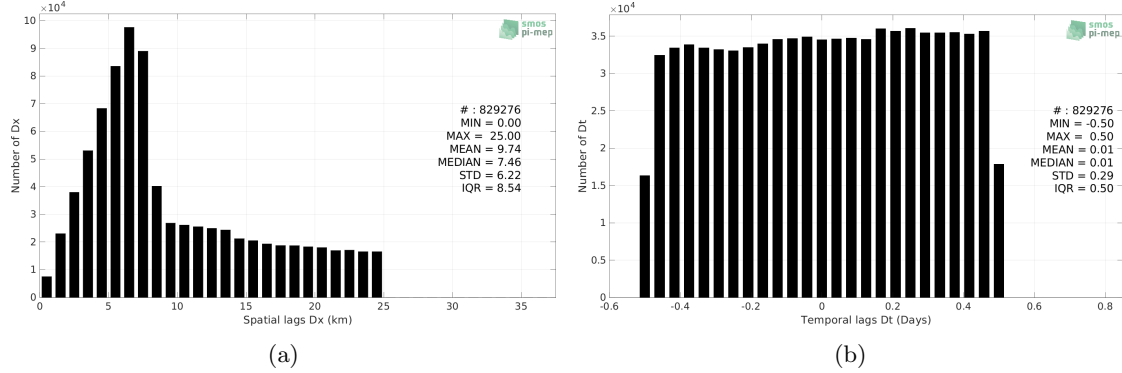 ×10⁴
10
9
8
7
6
5
4
3
2
1
0
Number of Dx
smos
pi-mep
# : 829276
MIN = 0.00
MAX = 25.00
MEAN = 9.74
MEDIAN = 7.46
STD = 6.22
IQR = 8.54
0 5 10 15 20 25 30 35
Spatial lags Dx (km)
(a)
×10⁴
3.5
3
2.5
2
1.5
1
0.5
0
Number of Dt
smos
pi-mep
# : 829276
MIN = -0.50
MAX = 0.50
MEAN = 0.01
MEDIAN = 0.01
STD = 0.29
IQR = 0.50
-0.6 -0.4 -0.2 0 0.2 0.4 0.6 0.8
Temporal lags Dt (Days)
(b)